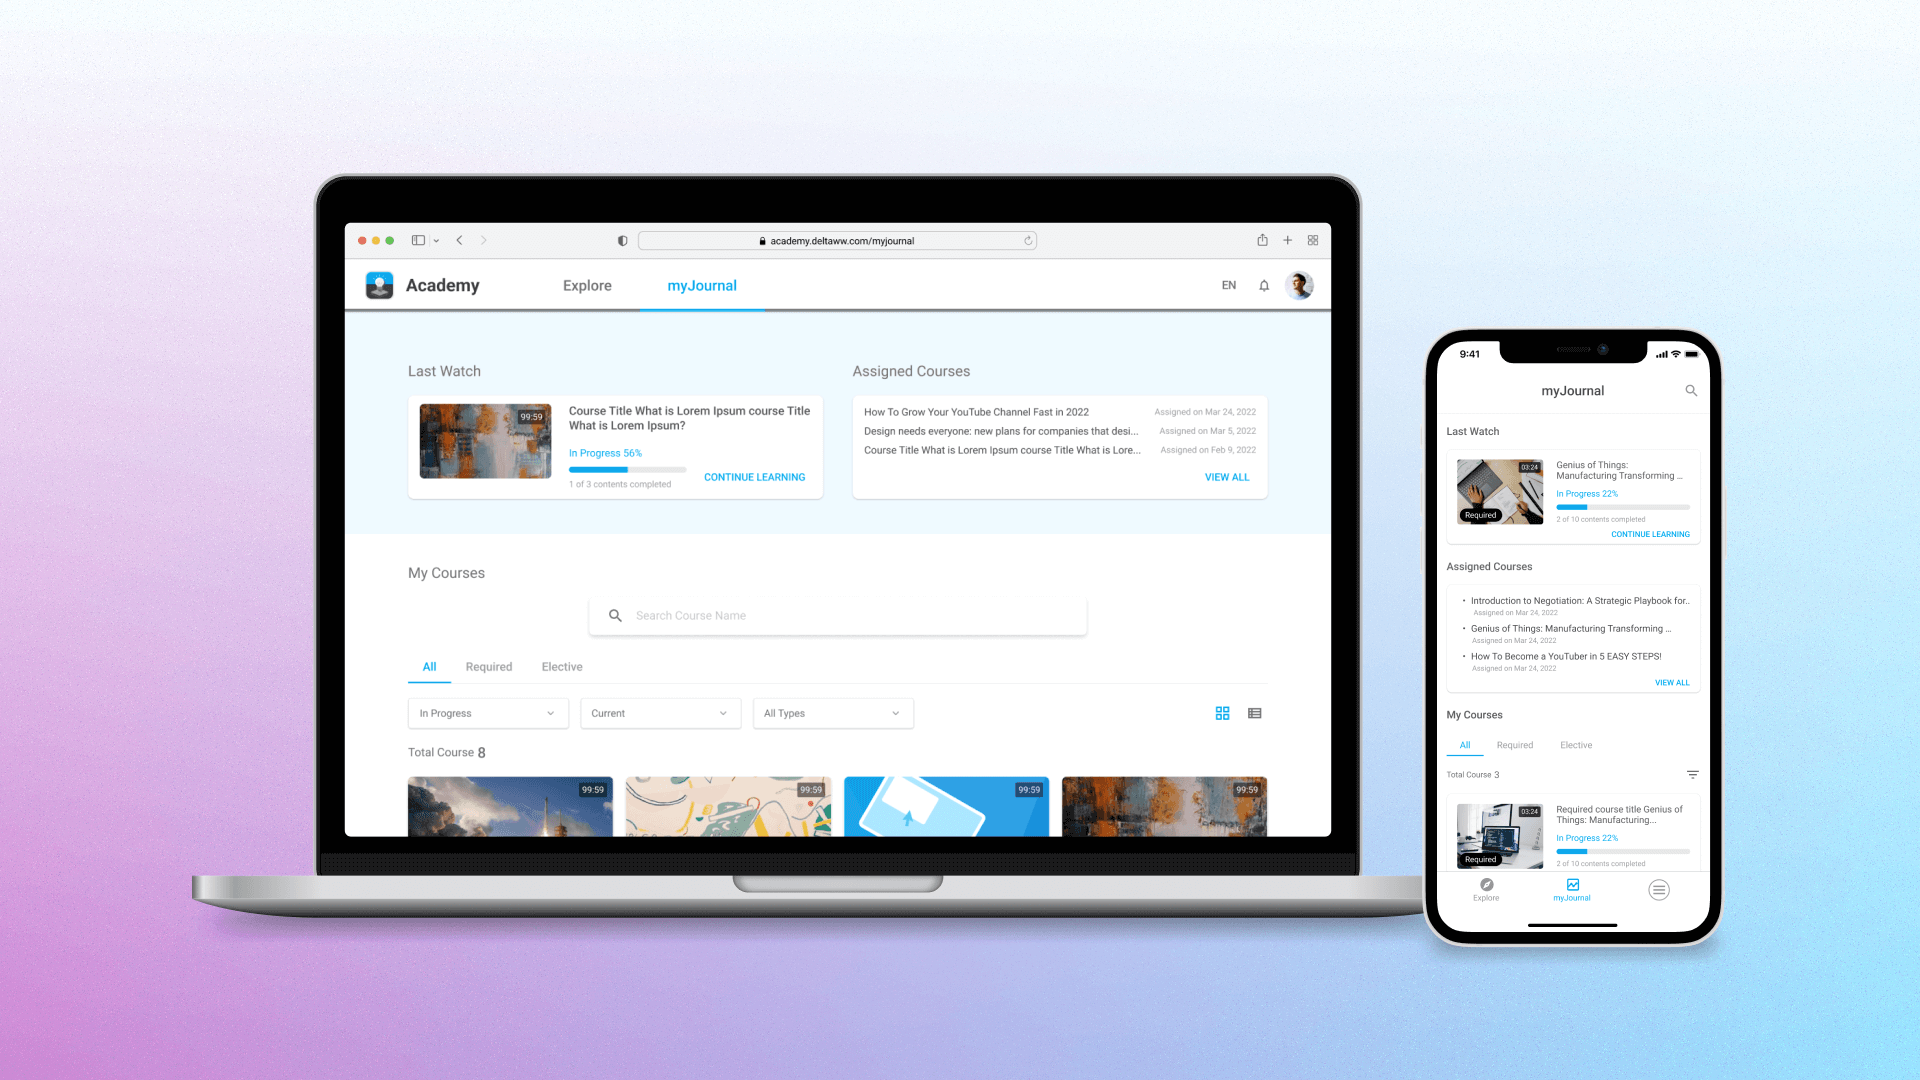 academy.deltaww.com/myjournal
Academy
Explore
myJournal
EN
Last Watch
99:59
Course Title What is Lorem Ipsum course Title
What is Lorem Ipsum?
In Progress 56%
1 of 3 contents completed
CONTINUE LEARNING
Assigned Courses
How To Grow Your YouTube Channel Fast in 2022
Assigned on Mar 24, 2022
Design needs everyone: new plans for companies that desi...
Assigned on Mar 5, 2022
Course Title What is Lorem Ipsum course Title What is Lore...
Assigned on Feb 9, 2022
VIEW ALL
My Courses
Search Course Name
All
Required
Elective
In Progress
Current
All Types
Total Course 8
99:59
99:59
99:59
99:59
9:41
myJournal
Last Watch
03:24
Required
Genius of Things:
Manufacturing Transforming ...
In Progress 22%
2 of 10 contents completed
CONTINUE LEARNING
Assigned Courses
• Introduction to Negotiation: A Strategic Playbook for..
Assigned on Mar 24, 2022
• Genius of Things: Manufacturing Transforming ...
Assigned on Mar 24, 2022
• How To Become a YouTuber in 5 EASY STEPS!
Assigned on Mar 24, 2022
VIEW ALL
My Courses
All
Required
Elective
Total Course 3
03:24
Required
Required course title Genius of
Things: Manufacturing...
In Progress 22%
2 of 10 contents completed
Explore
myJournal